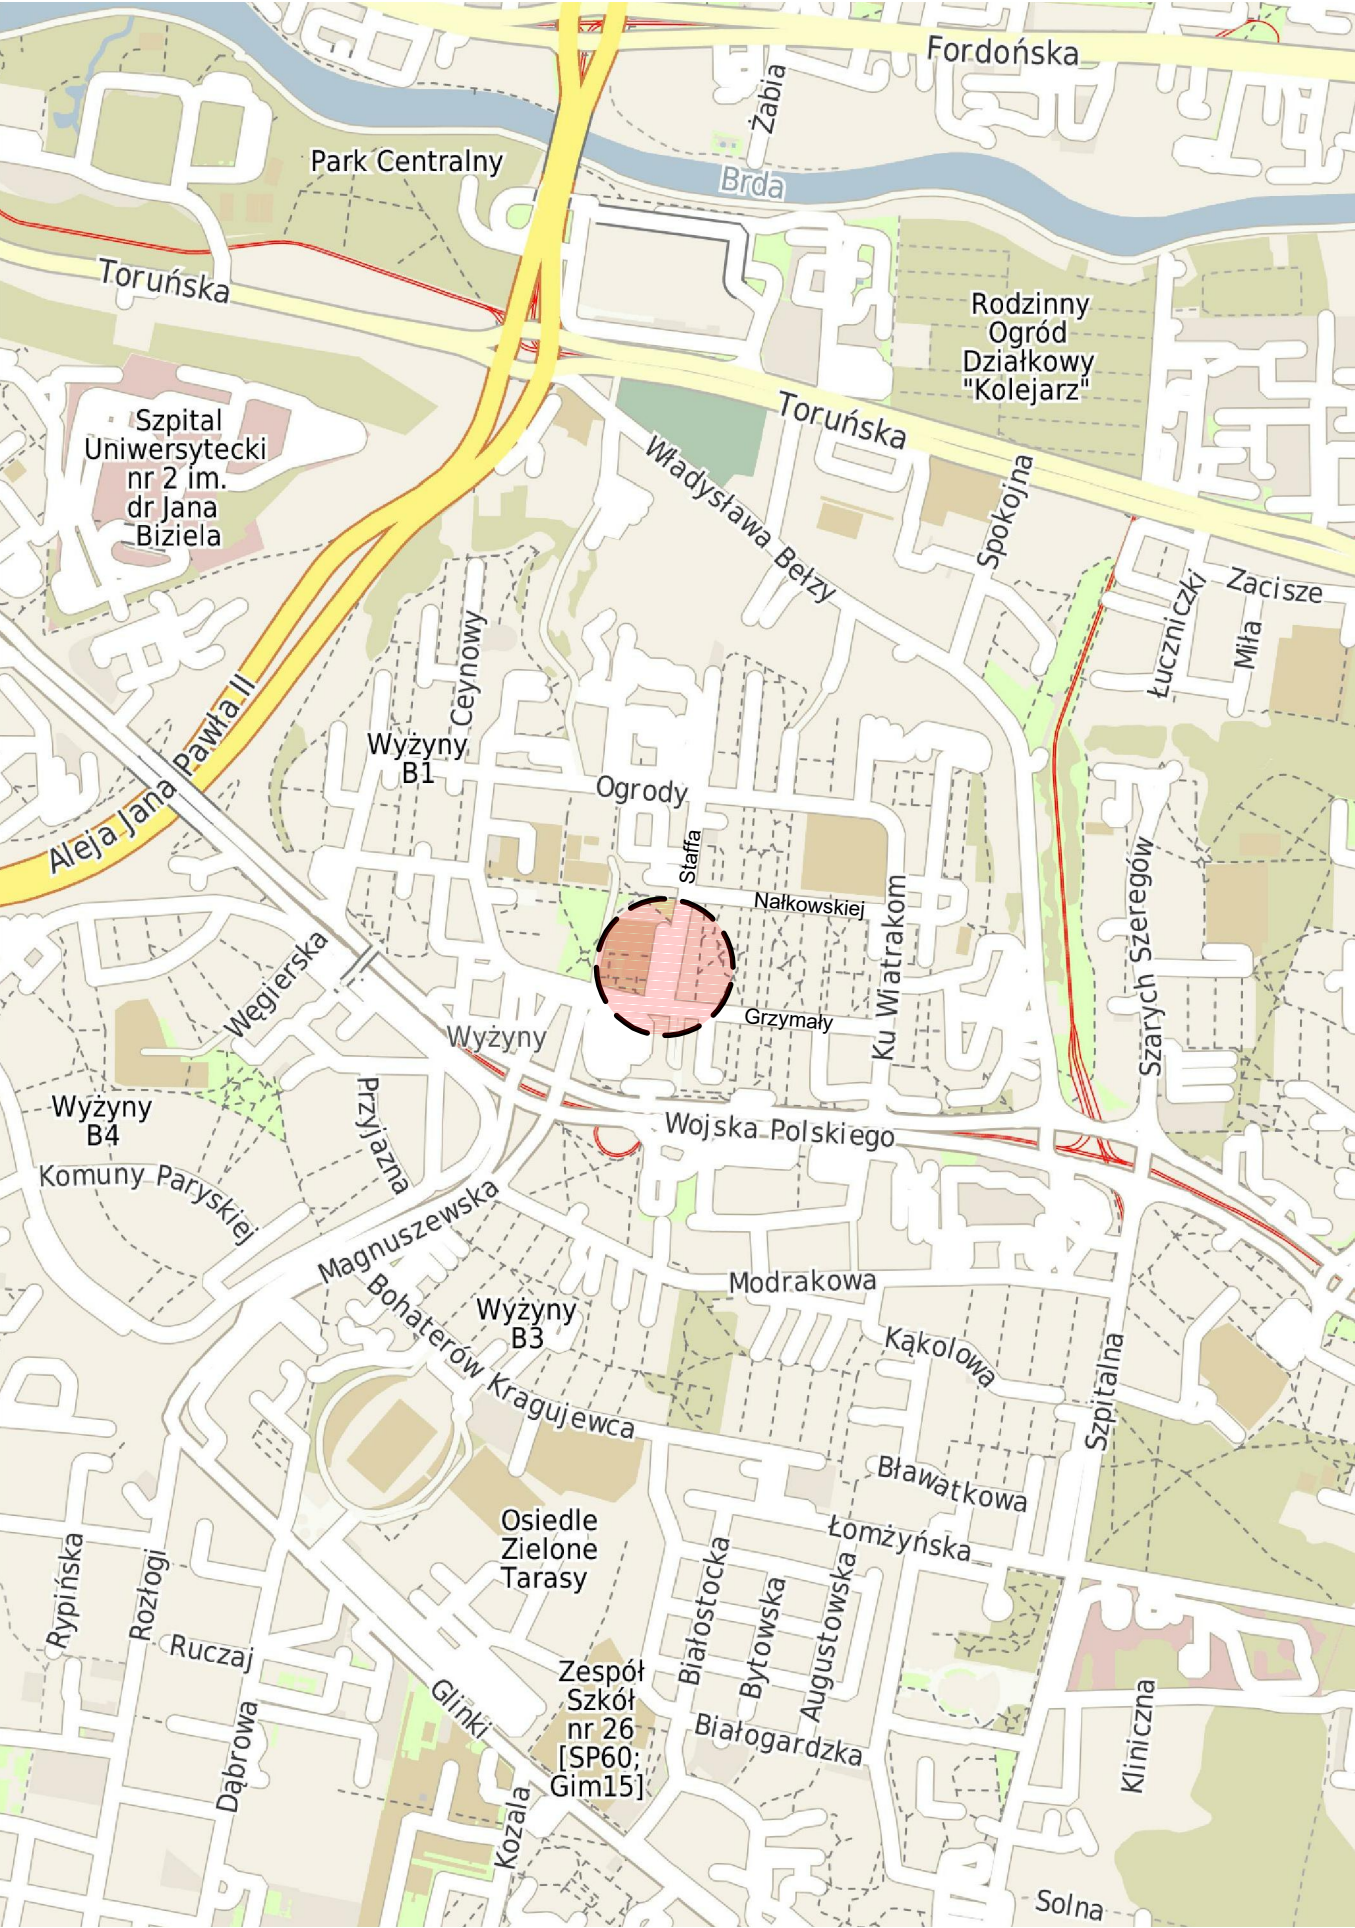 Fordońska
Żabia
Park Centralny
Brda
Toruńska
Rodzinny
Ogród
Działkowy
"Kolejarz"
Szpital
Uniwersytecki
nr 2 im.
dr Jana
Biziela
Toruńska
Władysława Bełzy
Spokojna
Zacisze
Łuczniczki
Miła
Ceynowy
Aleja Jana Pawła II
Wyżyny
B1
Ogrody
Staffa
Nałkowskiej
Ku Wiatrakom
Szarych Szeregów
Węgierska
Grzymały
Wyżyny
Wyżyny
B4
Przyjazna
Wojska Polskiego
Komuny Paryskiej
Magnuszewska
Modrakowa
Bohaterów Kragujewca
Wyżyny
B3
Kąkolowa
Szpitalna
Bławatkowa
Osiedle
Zielone
Tarasy
Łomżyńska
Rypińska
Rozłogi
Białostocka
Bytowska
Augustowska
Ruczaj
Zespół
Szkół
nr 26
[SP60;
Gim15]
Glinki
Kliniczna
Dąbrowa
Białogardzka
Kozala
Solna